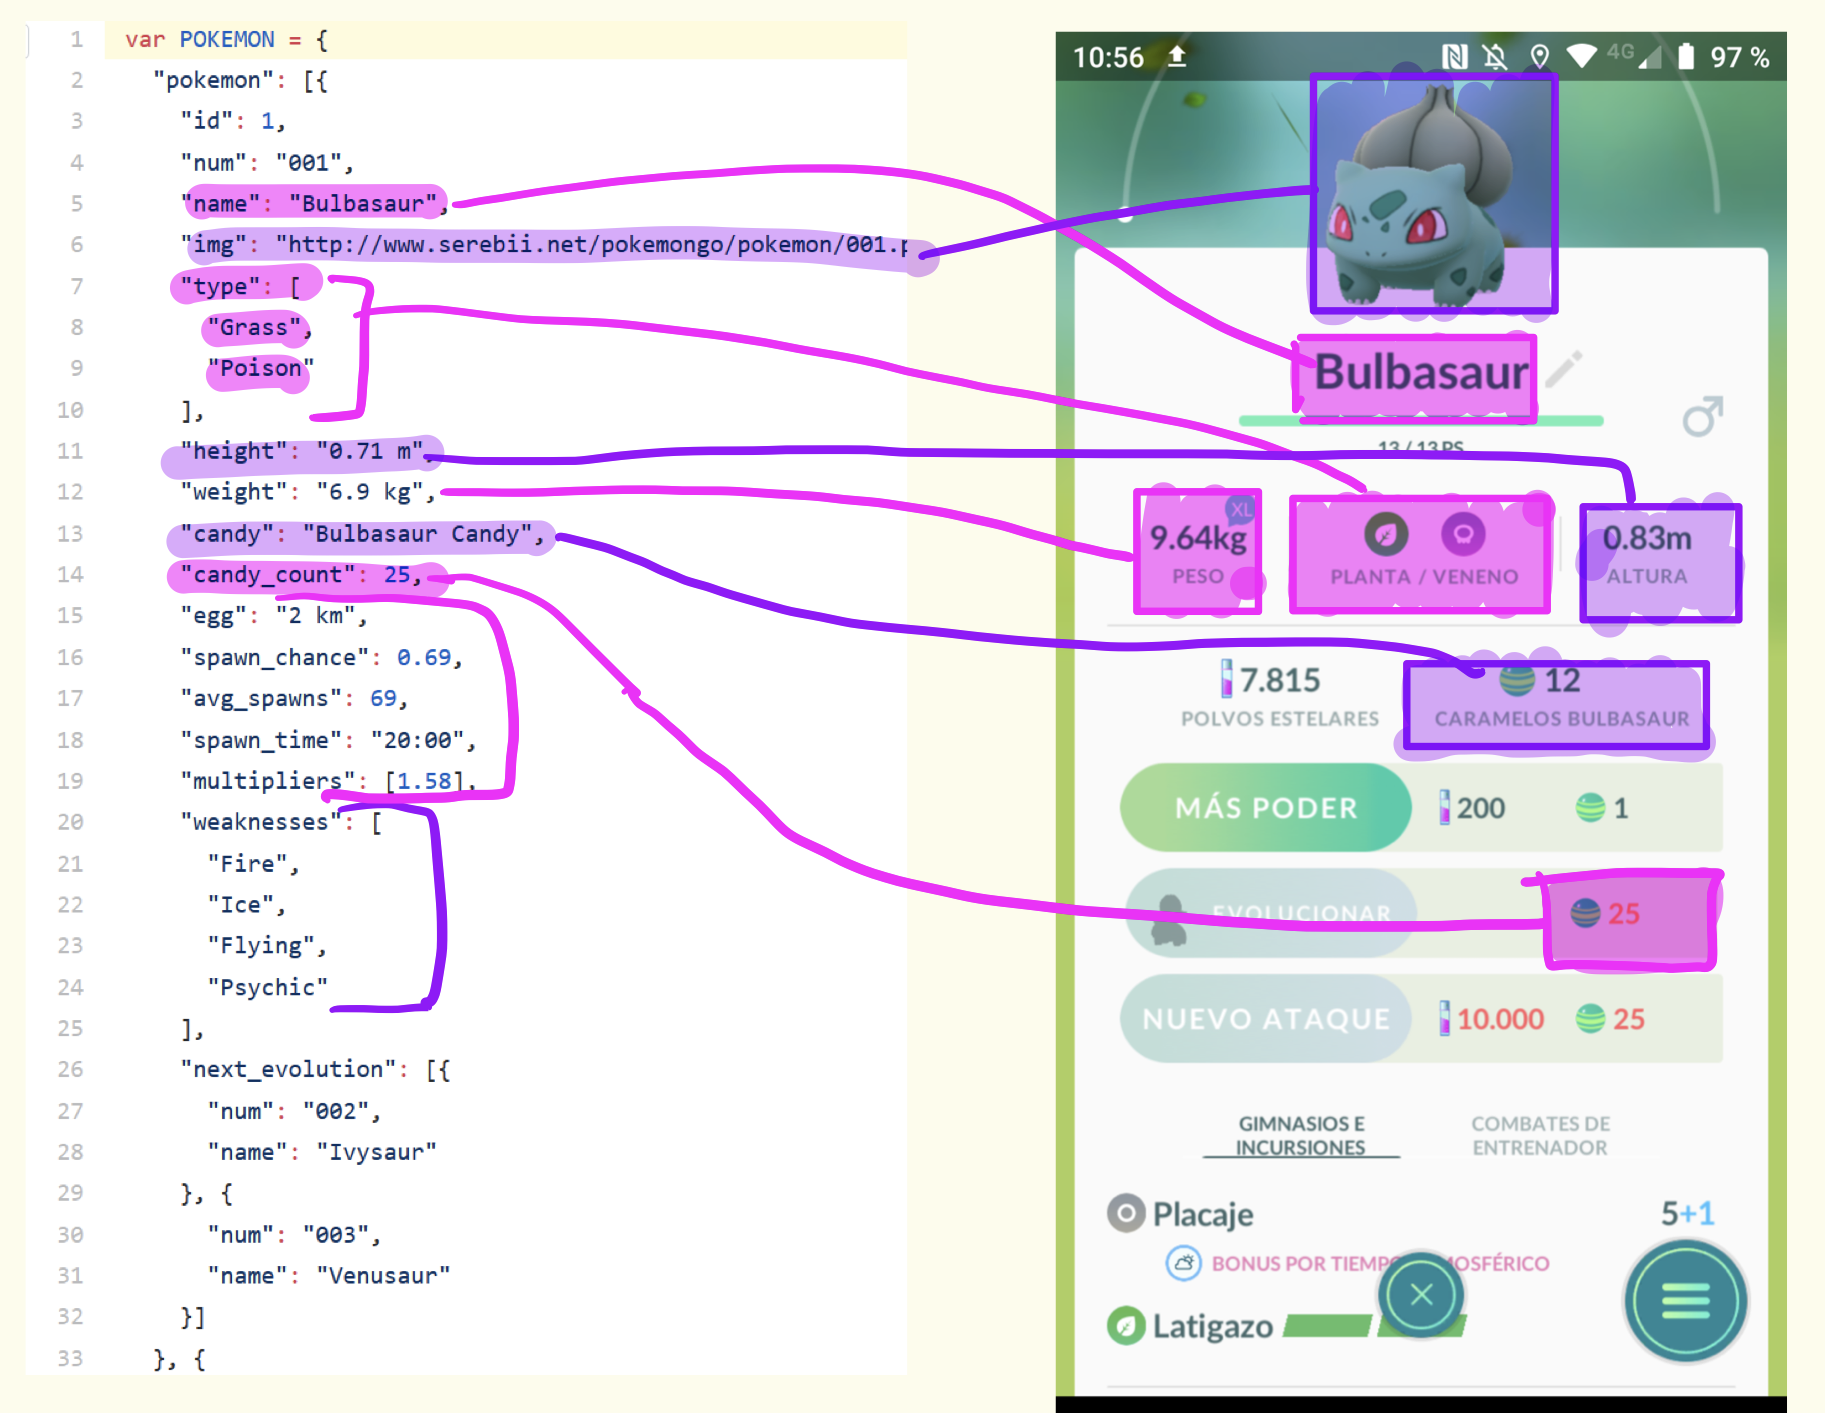 1 var POKEMON = {
2 "pokemon": [{
3 "id": 1,
4 "num": "001",
5 "name": "Bulbasaur",
6 "img": "http://www.serebii.net/pokemongo/pokemon/001.p
7 "type": [
8 "Grass",
9 "Poison"
10 ],
11 "height": "0.71 m",
12 "weight": "6.9 kg",
13 "candy": "Bulbasaur Candy",
14 "candy_count": 25,
15 "egg": "2 km",
16 "spawn_chance": 0.69,
17 "avg_spawns": 69,
18 "spawn_time": "20:00",
19 "multipliers": [1.58],
20 "weaknesses": [
21 "Fire",
22 "Ice",
23 "Flying",
24 "Psychic"
25 ],
26 "next_evolution": [{
27 "num": "002",
28 "name": "Ivysaur"
29 }, {
30 "num": "003",
31 "name": "Venusaur"
32 }]
33 }, {
10:56 4G 97 %
Bulbasaur
13 / 13 PS
XL
9.64kg
PESO
PLANTA / VENENO
0.83m
ALTURA
7.815
POLVOS ESTELARES
12
CARAMELOS BULBASAUR
MÁS PODER 200 1
EVOLUCIONAR 25
NUEVO ATAQUE 10.000 25
GIMNASIOS E
INCURSIONES
COMBATES DE
ENTRENADOR
Placaje 5+1
BONUS POR TIEMPO ATMOSFÉRICO
Latigazo